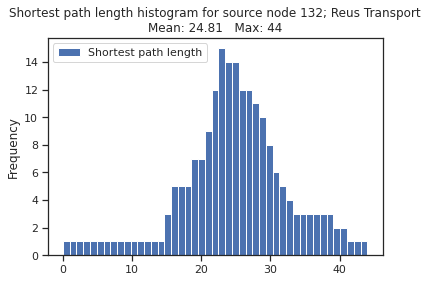 Shortest path length histogram for source node 132; Reus Transport
Mean: 24.81   Max: 44
Shortest path length
Frequency
14
12
10
8
6
4
2
0
0 10 20 30 40